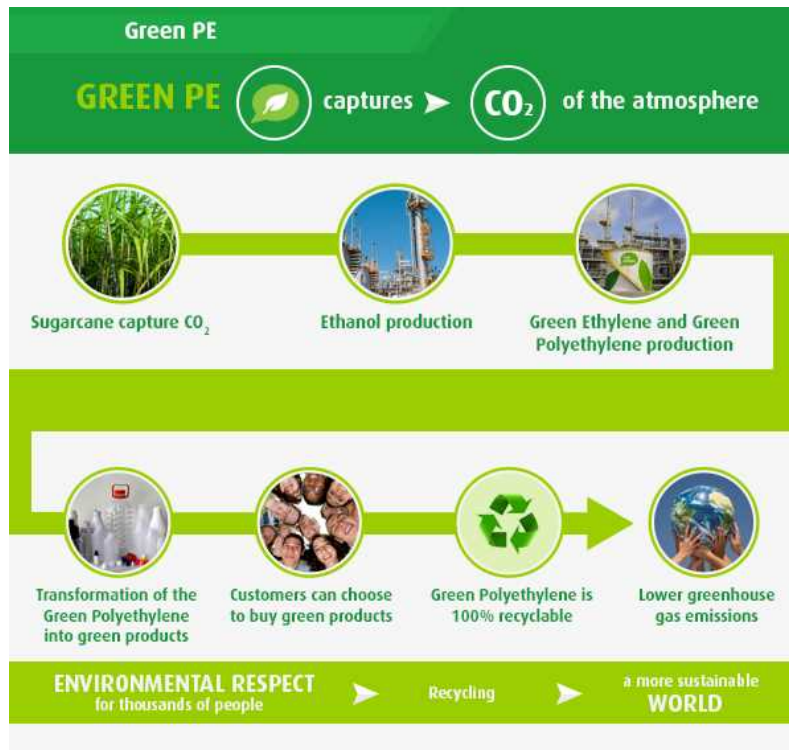 Green PE
GREEN PE captures CO₂ of the atmosphere
Sugarcane capture CO₂
Ethanol production
Green Ethylene and Green
Polyethylene production
Transformation of the
Green Polyethylene
into green products
Customers can choose
to buy green products
Green Polyethylene is
100% recyclable
Lower greenhouse
gas emissions
ENVIRONMENTAL RESPECT
for thousands of people
Recycling
a more sustainable
WORLD